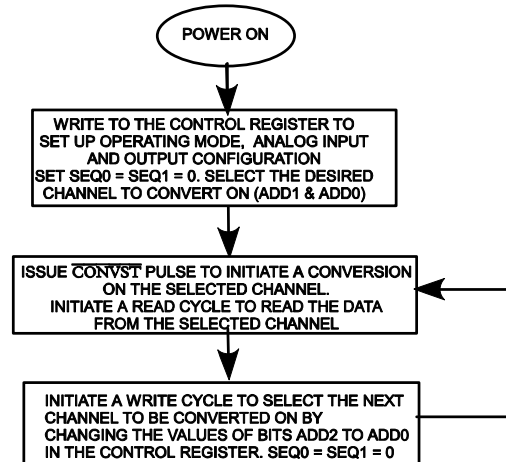 POWER ON
WRITE TO THE CONTROL REGISTER TO
SET UP OPERATING MODE, ANALOG INPUT
AND OUTPUT CONFIGURATION
SET SEQ0 = SEQ1 = 0. SELECT THE DESIRED
CHANNEL TO CONVERT ON (ADD1 & ADD0)
ISSUE CONVST PULSE TO INITIATE A CONVERSION
ON THE SELECTED CHANNEL.
INITIATE A READ CYCLE TO READ THE DATA
FROM THE SELECTED CHANNEL
INITIATE A WRITE CYCLE TO SELECT THE NEXT
CHANNEL TO BE CONVERTED ON BY
CHANGING THE VALUES OF BITS ADD2 TO ADD0
IN THE CONTROL REGISTER. SEQ0 = SEQ1 = 0